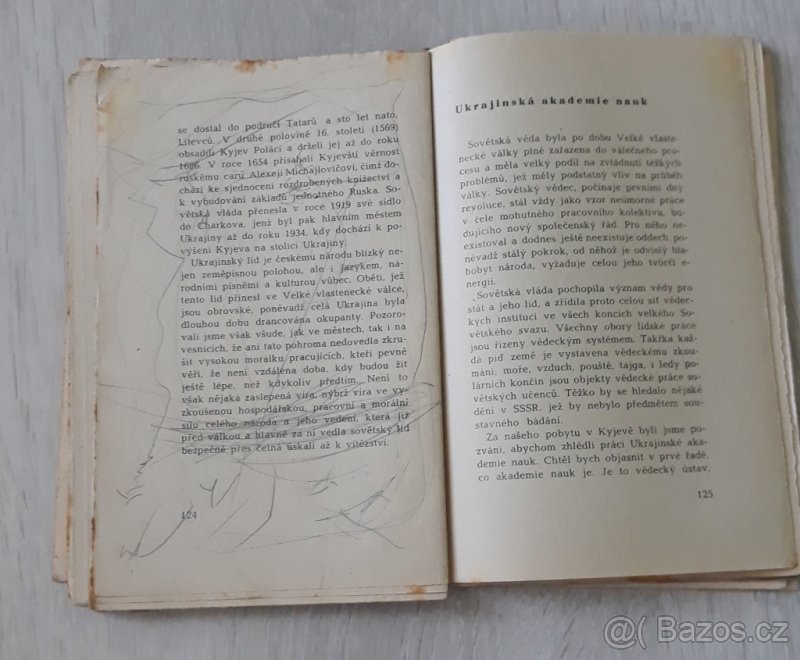 se dostal do područí Tatarů a sto let nato,
Litevců. V druhé polovině 16. století (1569)
obsadili Kyjev Poláci a drželi jej až do roku
1686. V roce 1654 přísahali Kyjevští věrnost
ruskému caru Alexeji Michajlovičovi, čímž do-
chází ke sjednocení rozdrobených knížectví a
k vybudování základů jednotného Ruska. So-
větská vláda přenesla v roce 1919 své sídlo
do Charkova, jenž byl pak hlavním městem
Ukrajiny až do roku 1934, kdy dochází k po-
výšení Kyjeva na stolici Ukrajiny.
Ukrajinský lid je českému národu blízký ne-
jen zeměpisnou polohou, ale i jazykem, ná-
rodními písněmi a kulturou vůbec. Oběti, jež
tento lid přinesl ve Velké vlastenecké válce,
jsou obrovské, poněvadž celá Ukrajina byla
dlouhou dobu drancována okupanty. Pozoro-
vali jsme však všude, jak ve městech, tak i na
vesnicích, že ani tato pohroma nedovedla zkru-
šit vysokou morálku pracujících, kteří pevně
věří, že není vzdálena doba, kdy budou žít
ještě lépe, než kdykoliv předtím. Není to
však nějaká zaslepená víra, nýbrž víra ve vy-
zkoušenou hospodářskou, pracovní a morální
sílu celého národa a jeho vedení, která již
před válkou a hlavně za ní vedla sovětský lid
bezpečně přes četná úskalí až k vítězství.
124
Ukrajinská akademie nauk
Sovětská věda byla po dobu Velké vlaste-
necké války plně zařazena do válečného pro-
cesu a měla velký podíl na zvládnutí těžkých
problémů, jež měly podstatný vliv na průběh
války. Sovětský vědec, počínaje prvními dny
revoluce, stál vždy jako vzor neúmorné práce
v čele mohutného pracovního kolektivu, bu-
dujícího nový společenský řád. Pro něho ne-
existoval a dodnes ještě neexistuje oddech, po-
něvadž stálý pokrok, od něhož je odvislý bla-
hobyt národa, vyžaduje celou jeho tvůrčí e-
nergii.
Sovětská vláda pochopila význam vědy pro
stát a jeho lid, a zřídila proto celou síť vědec-
kých institucí ve všech koncích velkého So-
větského svazu. Všechny obory lidské práce
jsou řízeny vědeckým systémem. Takřka kaž-
dá píď země je vystavena vědeckému zkou-
mání: moře, vzduch, pouště, tajga, i ledy po-
lárních končin jsou objekty vědecké práce so-
větských učenců. Těžko by se hledalo nějaké
odění v SSSR, jež by nebylo předmětem sou-
stavného bádání.
Za našeho pobytu v Kyjevě byli jsme po-
zváni, abychom zhlédli práci Ukrajinské aka-
demie nauk. Chtěl bych objasnit v prvé řadě,
co akademie nauk je. Je to vědecký ústav,
125
Bazos.cz